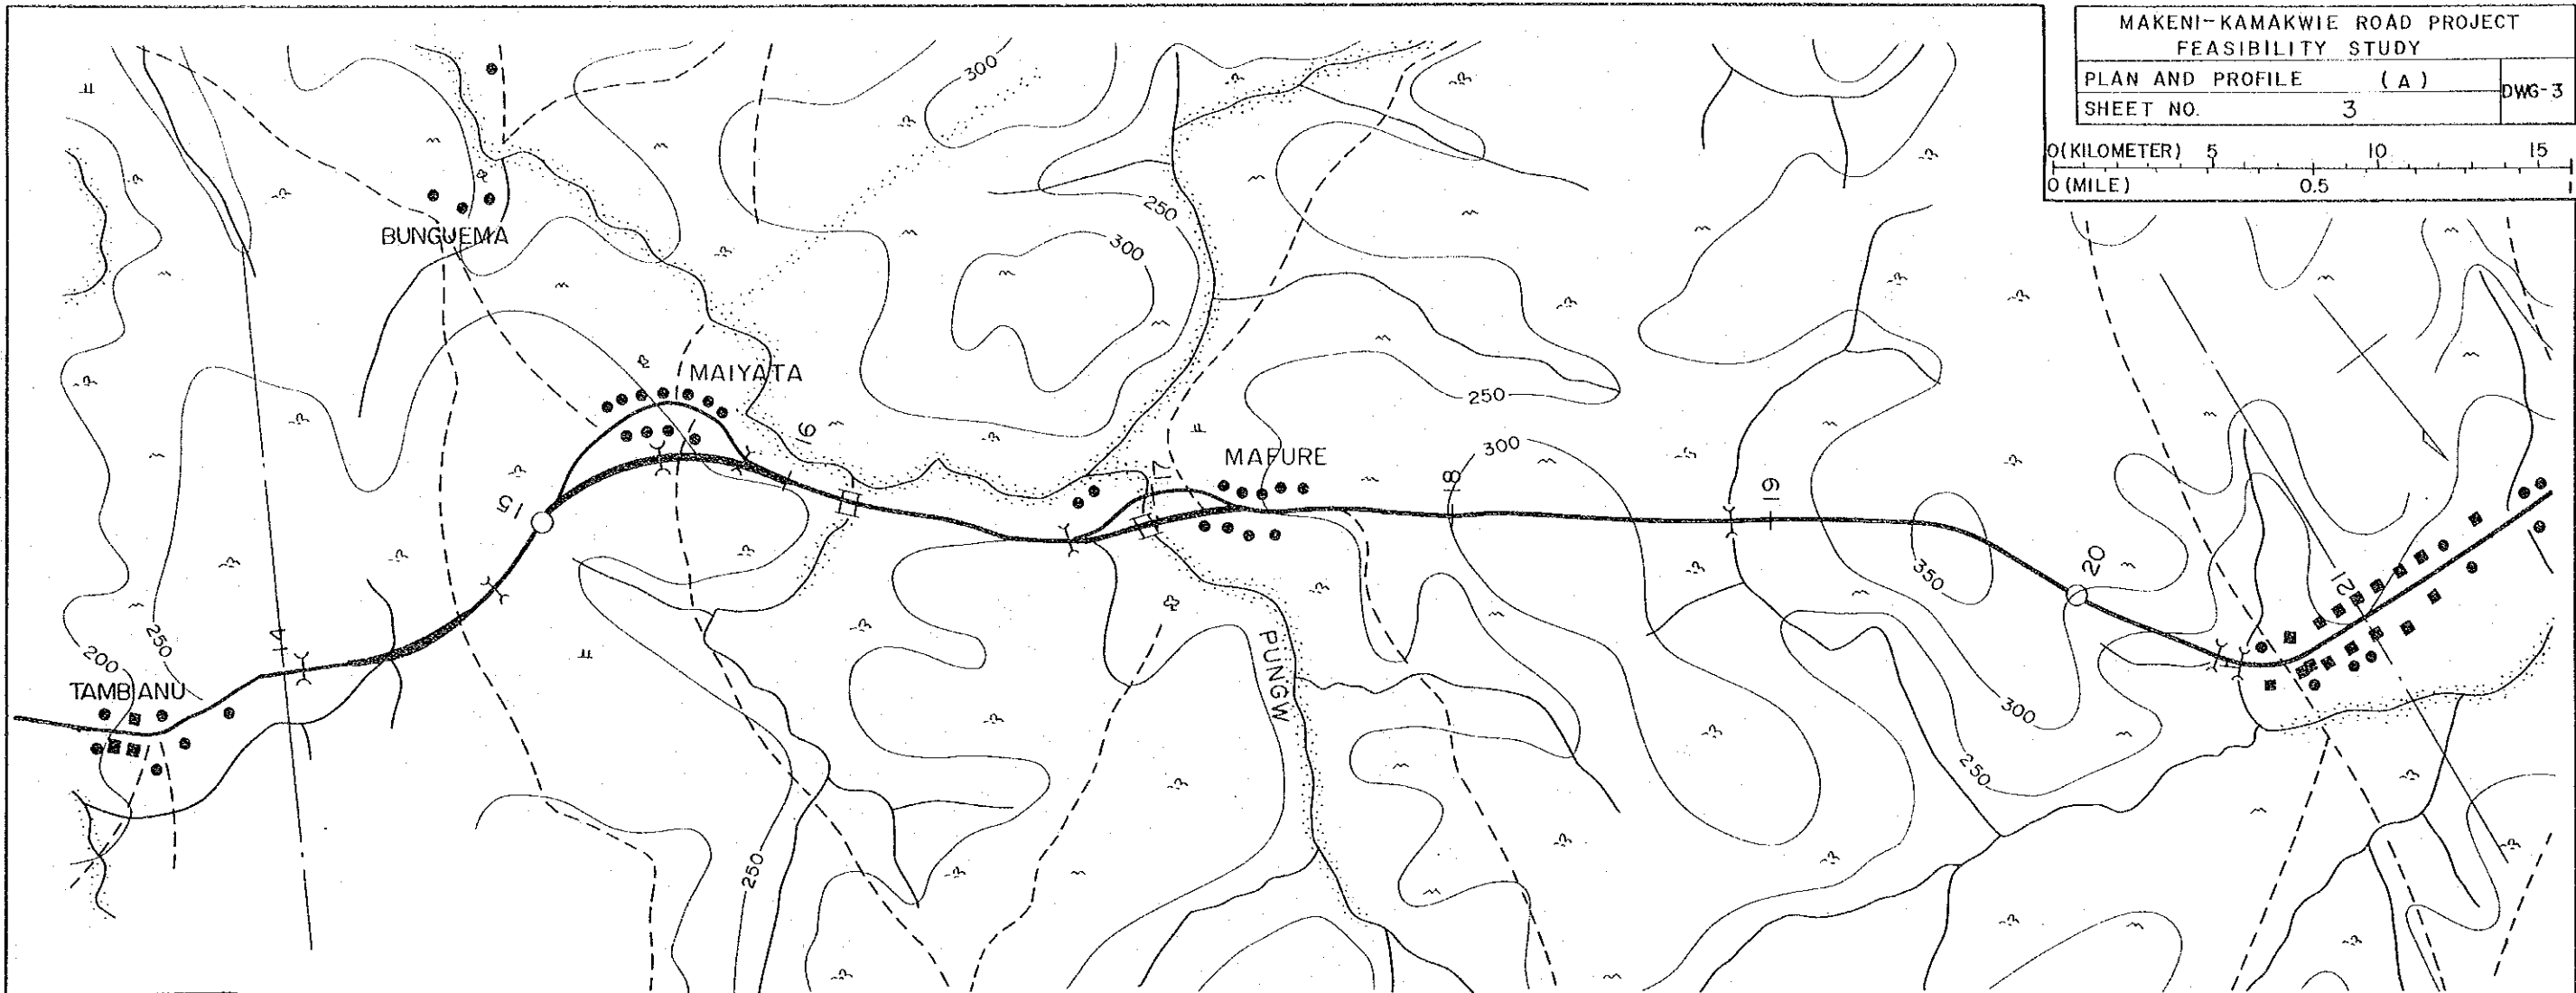 MAKENI-KAMAKWIE ROAD PROJECT
FEASIBILITY STUDY
PLAN AND PROFILE (A)
DWG-3
SHEET NO. 3
0(KILOMETER) 5 10 15
0(MILE) 0.5 1
300
250
BUNGUEMA
300
MAIYATA
250
16
MAFURE
300
17
18
19
15
350
20
21
14
250
200
TAMBIANU
PUNGW
300
250
250